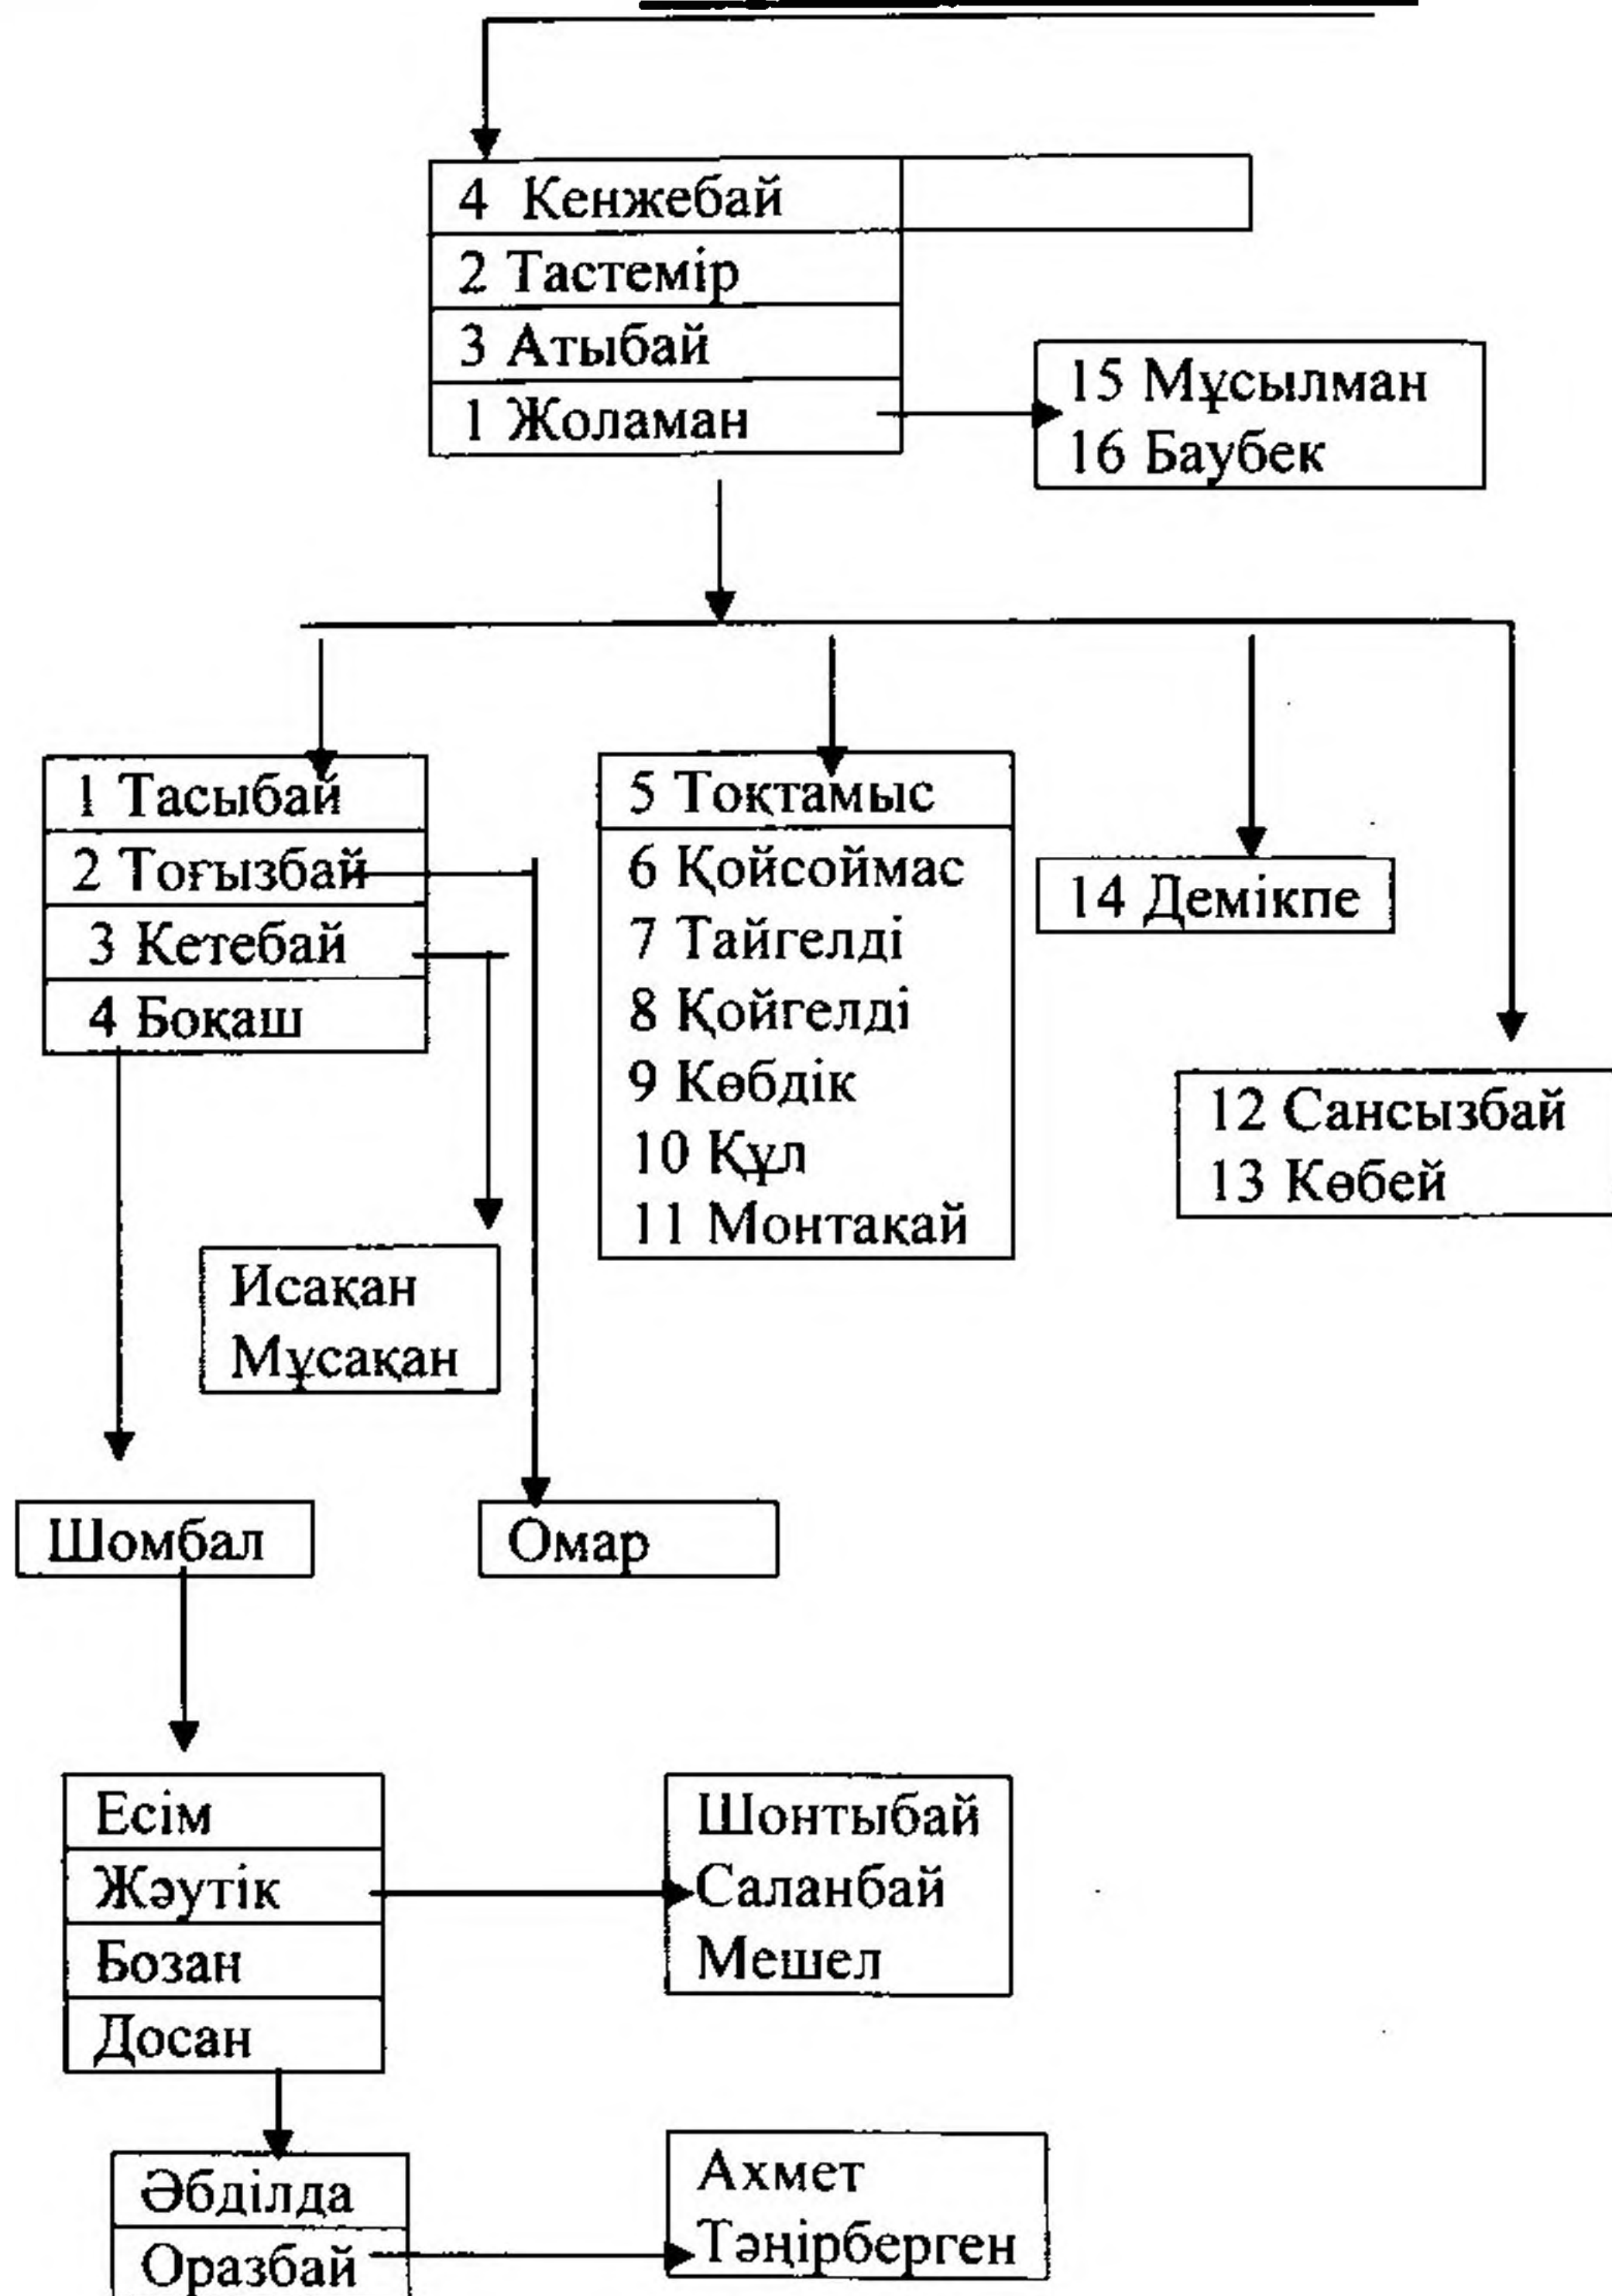 4 Кенжебай
2 Тастемір
3 Атыбай
1 Жоламан
15 Мұсылман
16 Баубек
1 Тасыбай
2 Тоғызбай
3 Кетебай
4 Боқаш
5 Тоқтамыс
6 Қойсоймас
7 Тайгелді
8 Қойгелді
9 Көбдік
10 Құл
11 Монтақай
14 Демікпе
12 Сансызбай
13 Көбей
Исақан
Мұсақан
Шомбал
Омар
Есім
Жәутік
Бозан
Досан
Шонтыбай
Саланбай
Мешел
Әбділда
Оразбай
Ахмет
Тәңірберген